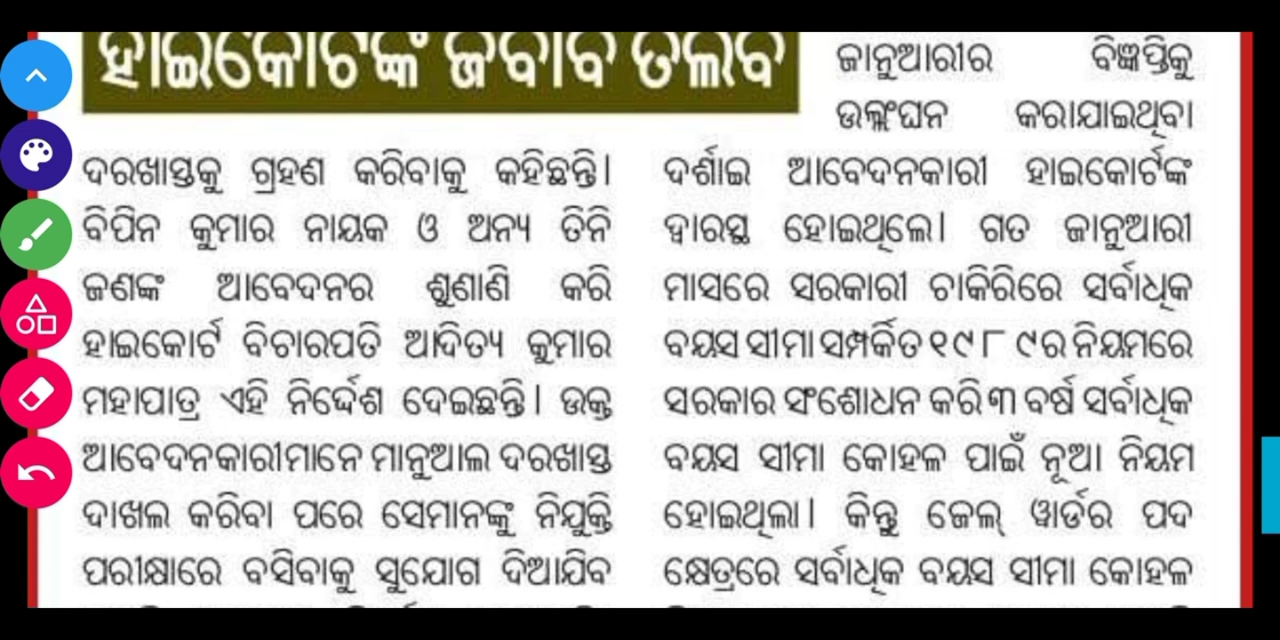 ହାଇକୋର୍ଟଙ୍କ ଜବାବ ତଲବ
ଦରଖାସ୍ତକୁ ଗ୍ରହଣ କରିବାକୁ କହିଛନ୍ତି।
ବିପିନ କୁମାର ନାୟକ ଓ ଅନ୍ୟ ତିନି
ଜଣଙ୍କ ଆବେଦନର ଶୁଣାଣି କରି
ହାଇକୋର୍ଟ ବିଚାରପତି ଆଦିତ୍ୟ କୁମାର
ମହାପାତ୍ର ଏହି ନିର୍ଦ୍ଦେଶ ଦେଇଛନ୍ତି। ଉକ୍ତ
ଆବେଦନକାରୀମାନେ ମାନୁଆଲ ଦରଖାସ୍ତ
ଦାଖଲ କରିବା ପରେ ସେମାନଙ୍କୁ ନିଯୁକ୍ତି
ପରୀକ୍ଷାରେ ବସିବାକୁ ସୁଯୋଗ ଦିଆଯିବ
ଜାନୁଆରୀର ବିଜ୍ଞପ୍ତିକୁ
ଉଲ୍ଲଂଘନ କରାଯାଇଥିବା
ଦର୍ଶାଇ ଆବେଦନକାରୀ ହାଇକୋର୍ଟଙ୍କ
ଦ୍ୱାରସ୍ଥ ହୋଇଥିଲେ। ଗତ ଜାନୁଆରୀ
ମାସରେ ସରକାରୀ ଚାକିରିରେ ସର୍ବାଧିକ
ବୟସ ସୀମା ସମ୍ପର୍କିତ ୧୯୮୯ର ନିୟମରେ
ସରକାର ସଂଶୋଧନ କରି ୩ ବର୍ଷ ସର୍ବାଧିକ
ବୟସ ସୀମା କୋହଳ ପାଇଁ ନୂଆ ନିୟମ
ହୋଇଥିଲା। କିନ୍ତୁ ଜେଲ୍ ୱାର୍ଡର ପଦ
କ୍ଷେତ୍ରରେ ସର୍ବାଧିକ ବୟସ ସୀମା କୋହଳ